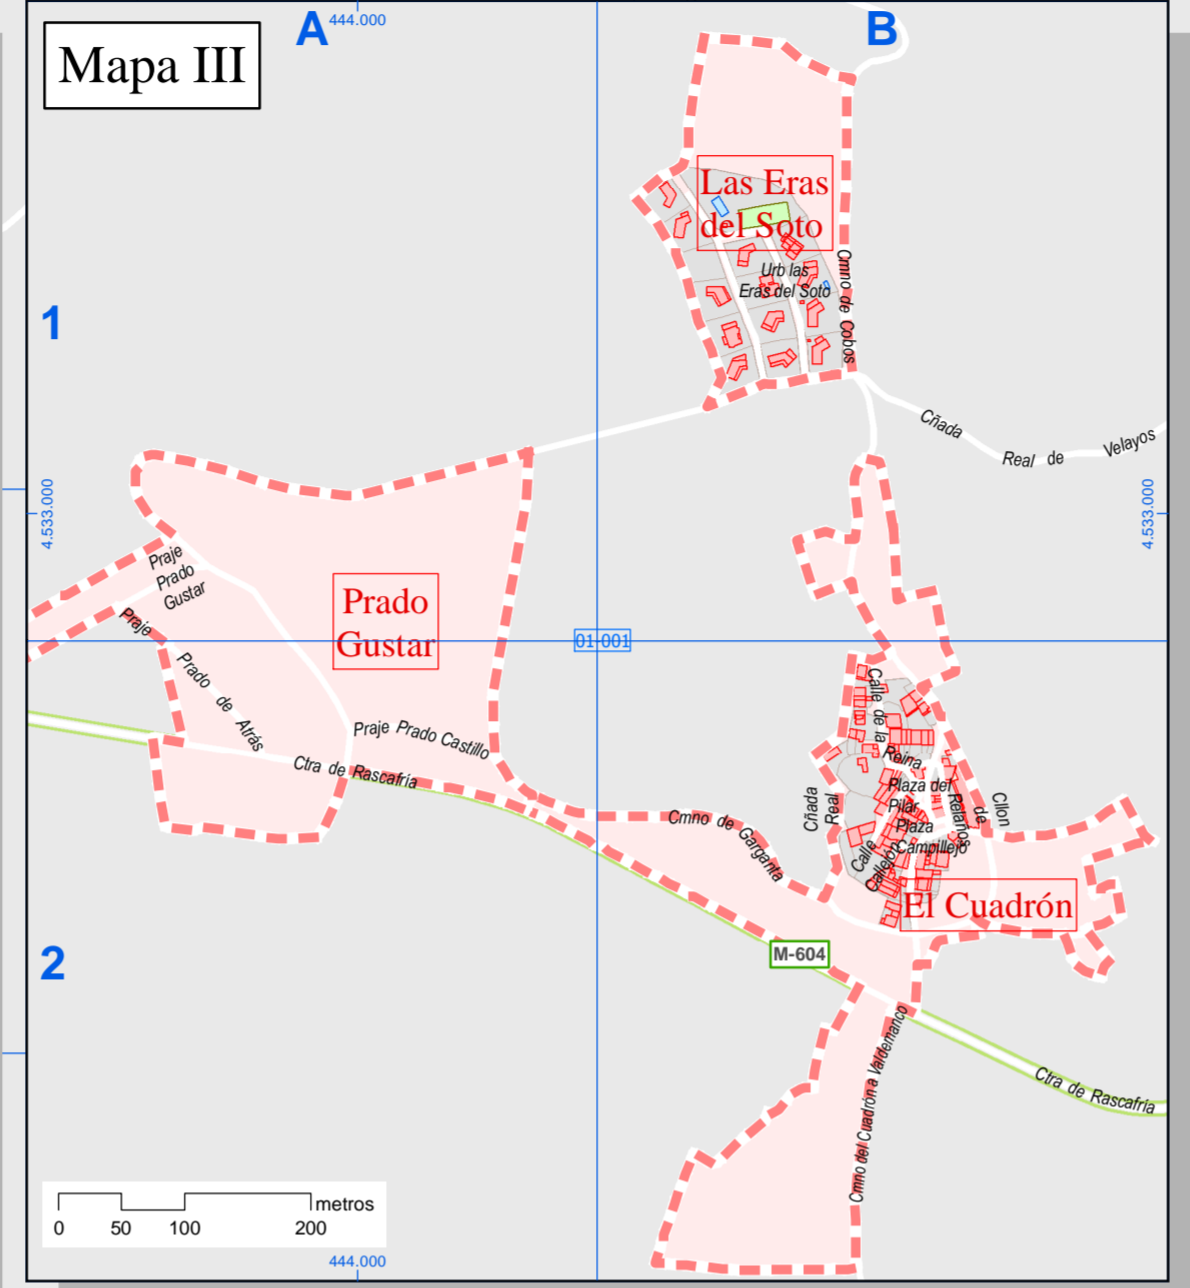 A
444.000
B
Mapa III
Las Eras
del Soto
Urb las
Eras del Soto
Cmno de Cobos
1
Cñada
Real de
Velayos
4.533.000
4.533.000
Praje
Prado
Gustar
Prado
Gustar
Praje
01-001
Prado de Atrás
Praje Prado Castillo
Ctra de Rascafría
Calle de la
Reina
Plaza del
Pilar
Plaza
Campillejo
Relaños
Cllon
de
Cñada
Real
Calle
Callejón
Cmno de Garganta
El Cuadrón
M-604
2
Cmno del Cuadrón a Valdemanco
Ctra de Rascafría
metros
0 50 100 200
444.000